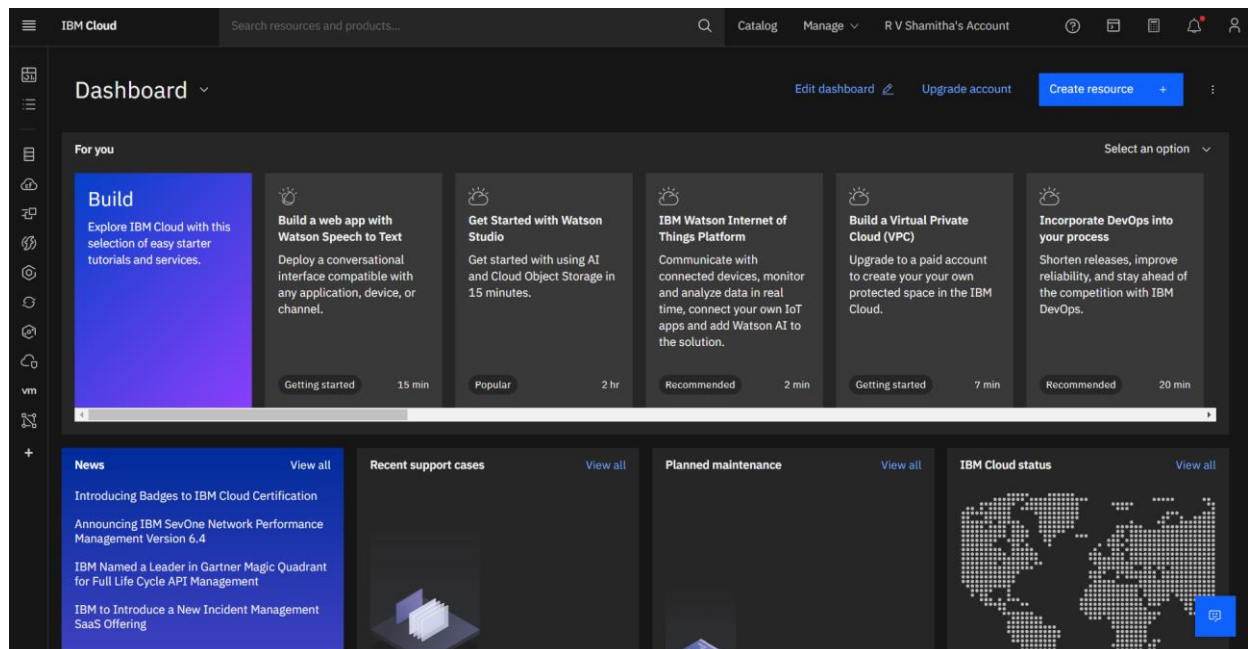 IBM Cloud
Search resources and products...
Catalog
Manage
R V Shamitha's Account
Dashboard
Edit dashboard
Upgrade account
Create resource +
For you
Select an option
Build
Explore IBM Cloud with this
selection of easy starter
tutorials and services.
Build a web app with
Watson Speech to Text
Deploy a conversational
interface compatible with
any application, device, or
channel.
Getting started
15 min
Get Started with Watson
Studio
Get started with using AI
and Cloud Object Storage in
15 minutes.
Popular
2 hr
IBM Watson Internet of
Things Platform
Communicate with
connected devices, monitor
and analyze data in real
time, connect your own IoT
apps and add Watson AI to
the solution.
Recommended
2 min
Build a Virtual Private
Cloud (VPC)
Upgrade to a paid account
to create your your own
protected space in the IBM
Cloud.
Getting started
7 min
Incorporate DevOps into
your process
Shorten releases, improve
reliability, and stay ahead of
the competition with IBM
DevOps.
Recommended
20 min
vm
+
News
View all
Introducing Badges to IBM Cloud Certification
Announcing IBM SevOne Network Performance
Management Version 6.4
IBM Named a Leader in Gartner Magic Quadrant
for Full Life Cycle API Management
IBM to Introduce a New Incident Management
SaaS Offering
Recent support cases
View all
Planned maintenance
View all
IBM Cloud status
View all